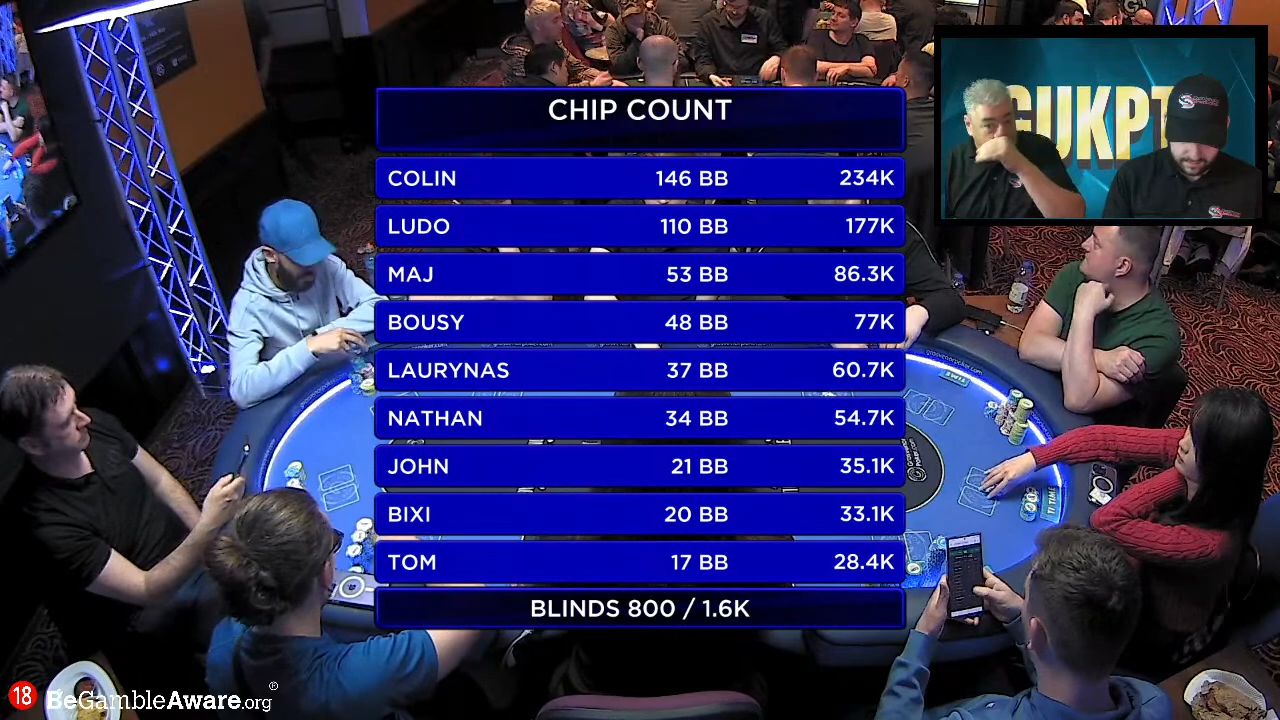 CHIP COUNT
COLIN 146 BB 234K
LUDO 110 BB 177K
MAJ 53 BB 86.3K
BOUSY 48 BB 77K
LAURYNAS 37 BB 60.7K
NATHAN 34 BB 54.7K
JOHN 21 BB 35.1K
BIXI 20 BB 33.1K
TOM 17 BB 28.4K
BLINDS 800 / 1.6K
GUKPT
18 BeGambleAware.org®